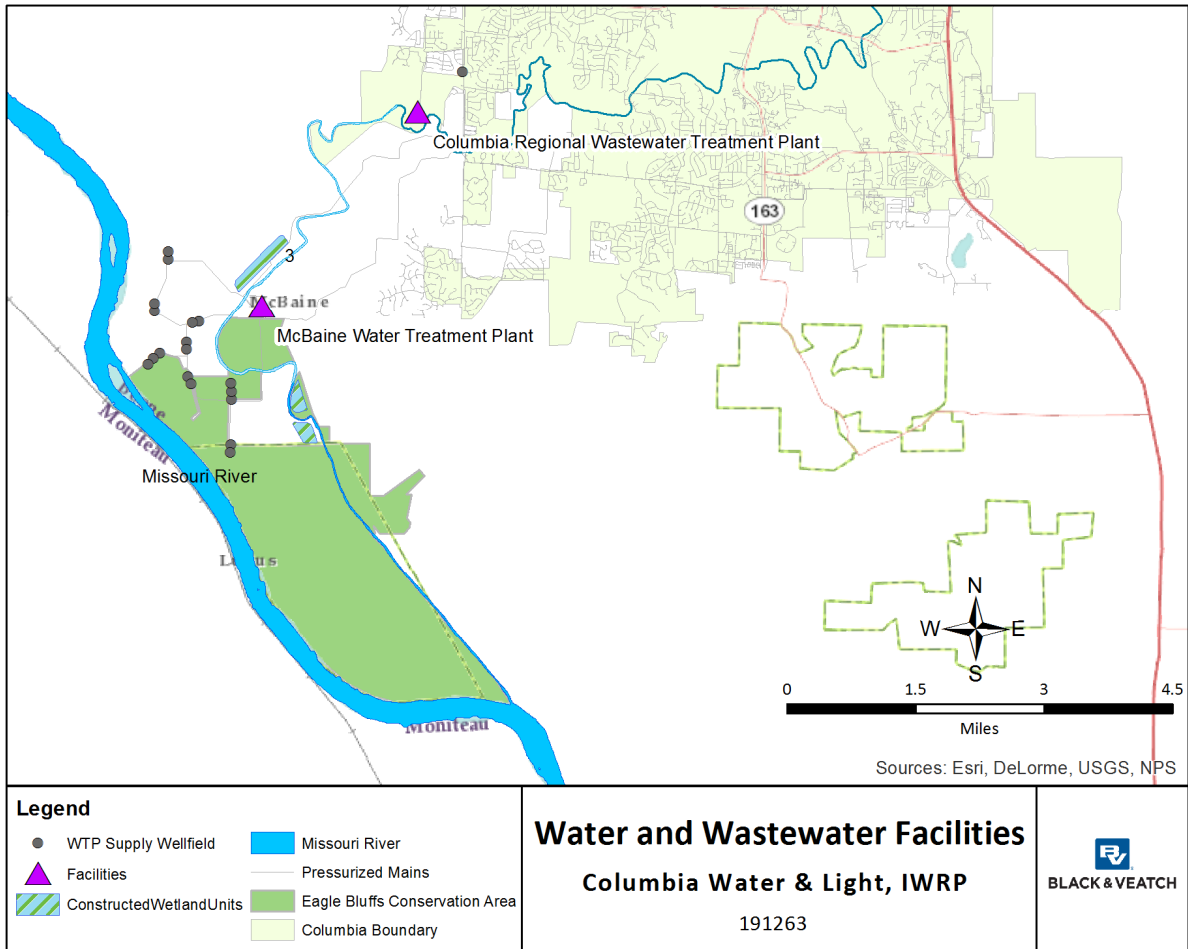 Columbia Regional Wastewater Treatment Plant
163
3
McBaine
McBaine Water Treatment Plant
Moniteau
Missouri River
N
W E
S
0 1.5 3 4.5
Miles
Moniteau
Sources: Esri, DeLorme, USGS, NPS
Legend
WTP Supply Wellfield
Facilities
ConstructedWetlandUnits
Missouri River
Pressurized Mains
Eagle Bluffs Conservation Area
Columbia Boundary
Water and Wastewater Facilities
Columbia Water & Light, IWRP
191263
BV
BLACK & VEATCH